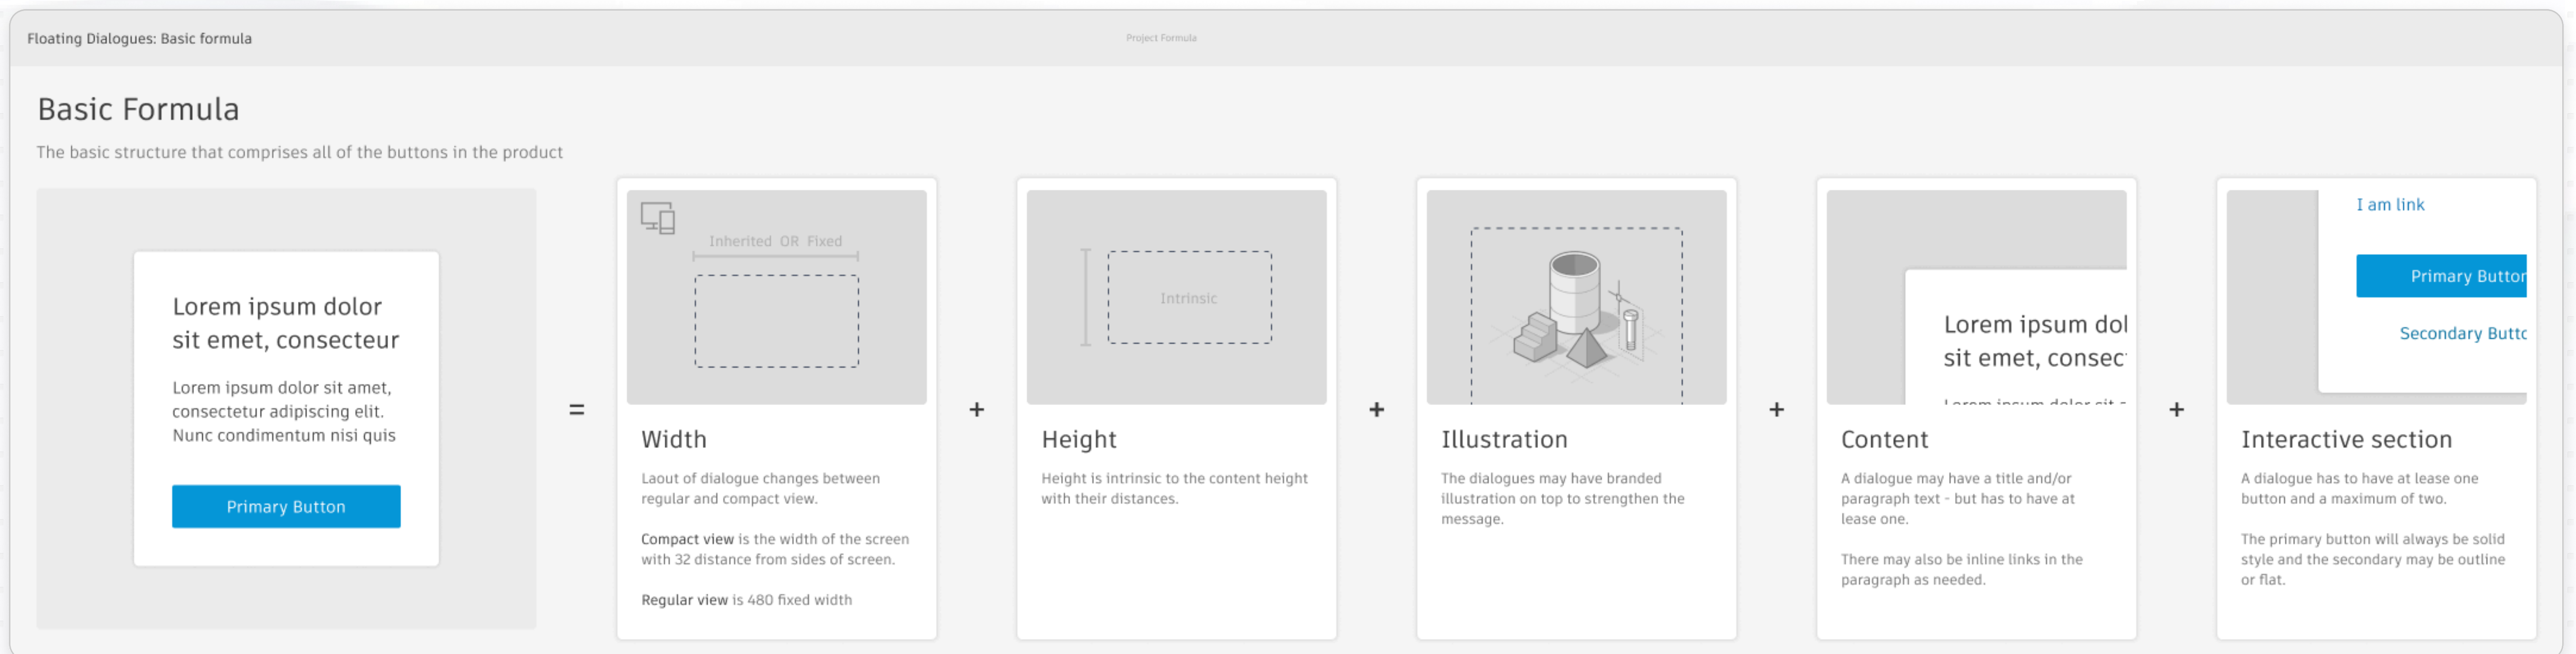 Floating Dialogues: Basic formula
Project Formula
Basic Formula
The basic structure that comprises all of the buttons in the product
Lorem ipsum dolor
sit emet, consecteur
Lorem ipsum dolor sit amet,
consectetur adipiscing elit.
Nunc condimentum nisi quis
Primary Button
=
Inherited OR Fixed
Width
Laout of dialogue changes between
regular and compact view.
Compact view is the width of the screen
with 32 distance from sides of screen.
Regular view is 480 fixed width
+
Intrinsic
Height
Height is intrinsic to the content height
with their distances.
+
Illustration
The dialogues may have branded
illustration on top to strengthen the
message.
+
Lorem ipsum dol
sit emet, consec
Lorem ipsum dolor sit
Content
A dialogue may have a title and/or
paragraph text - but has to have at
lease one.
There may also be inline links in the
paragraph as needed.
+
I am link
Primary Button
Secondary Butto
Interactive section
A dialogue has to have at lease one
button and a maximum of two.
The primary button will always be solid
style and the secondary may be outline
or flat.